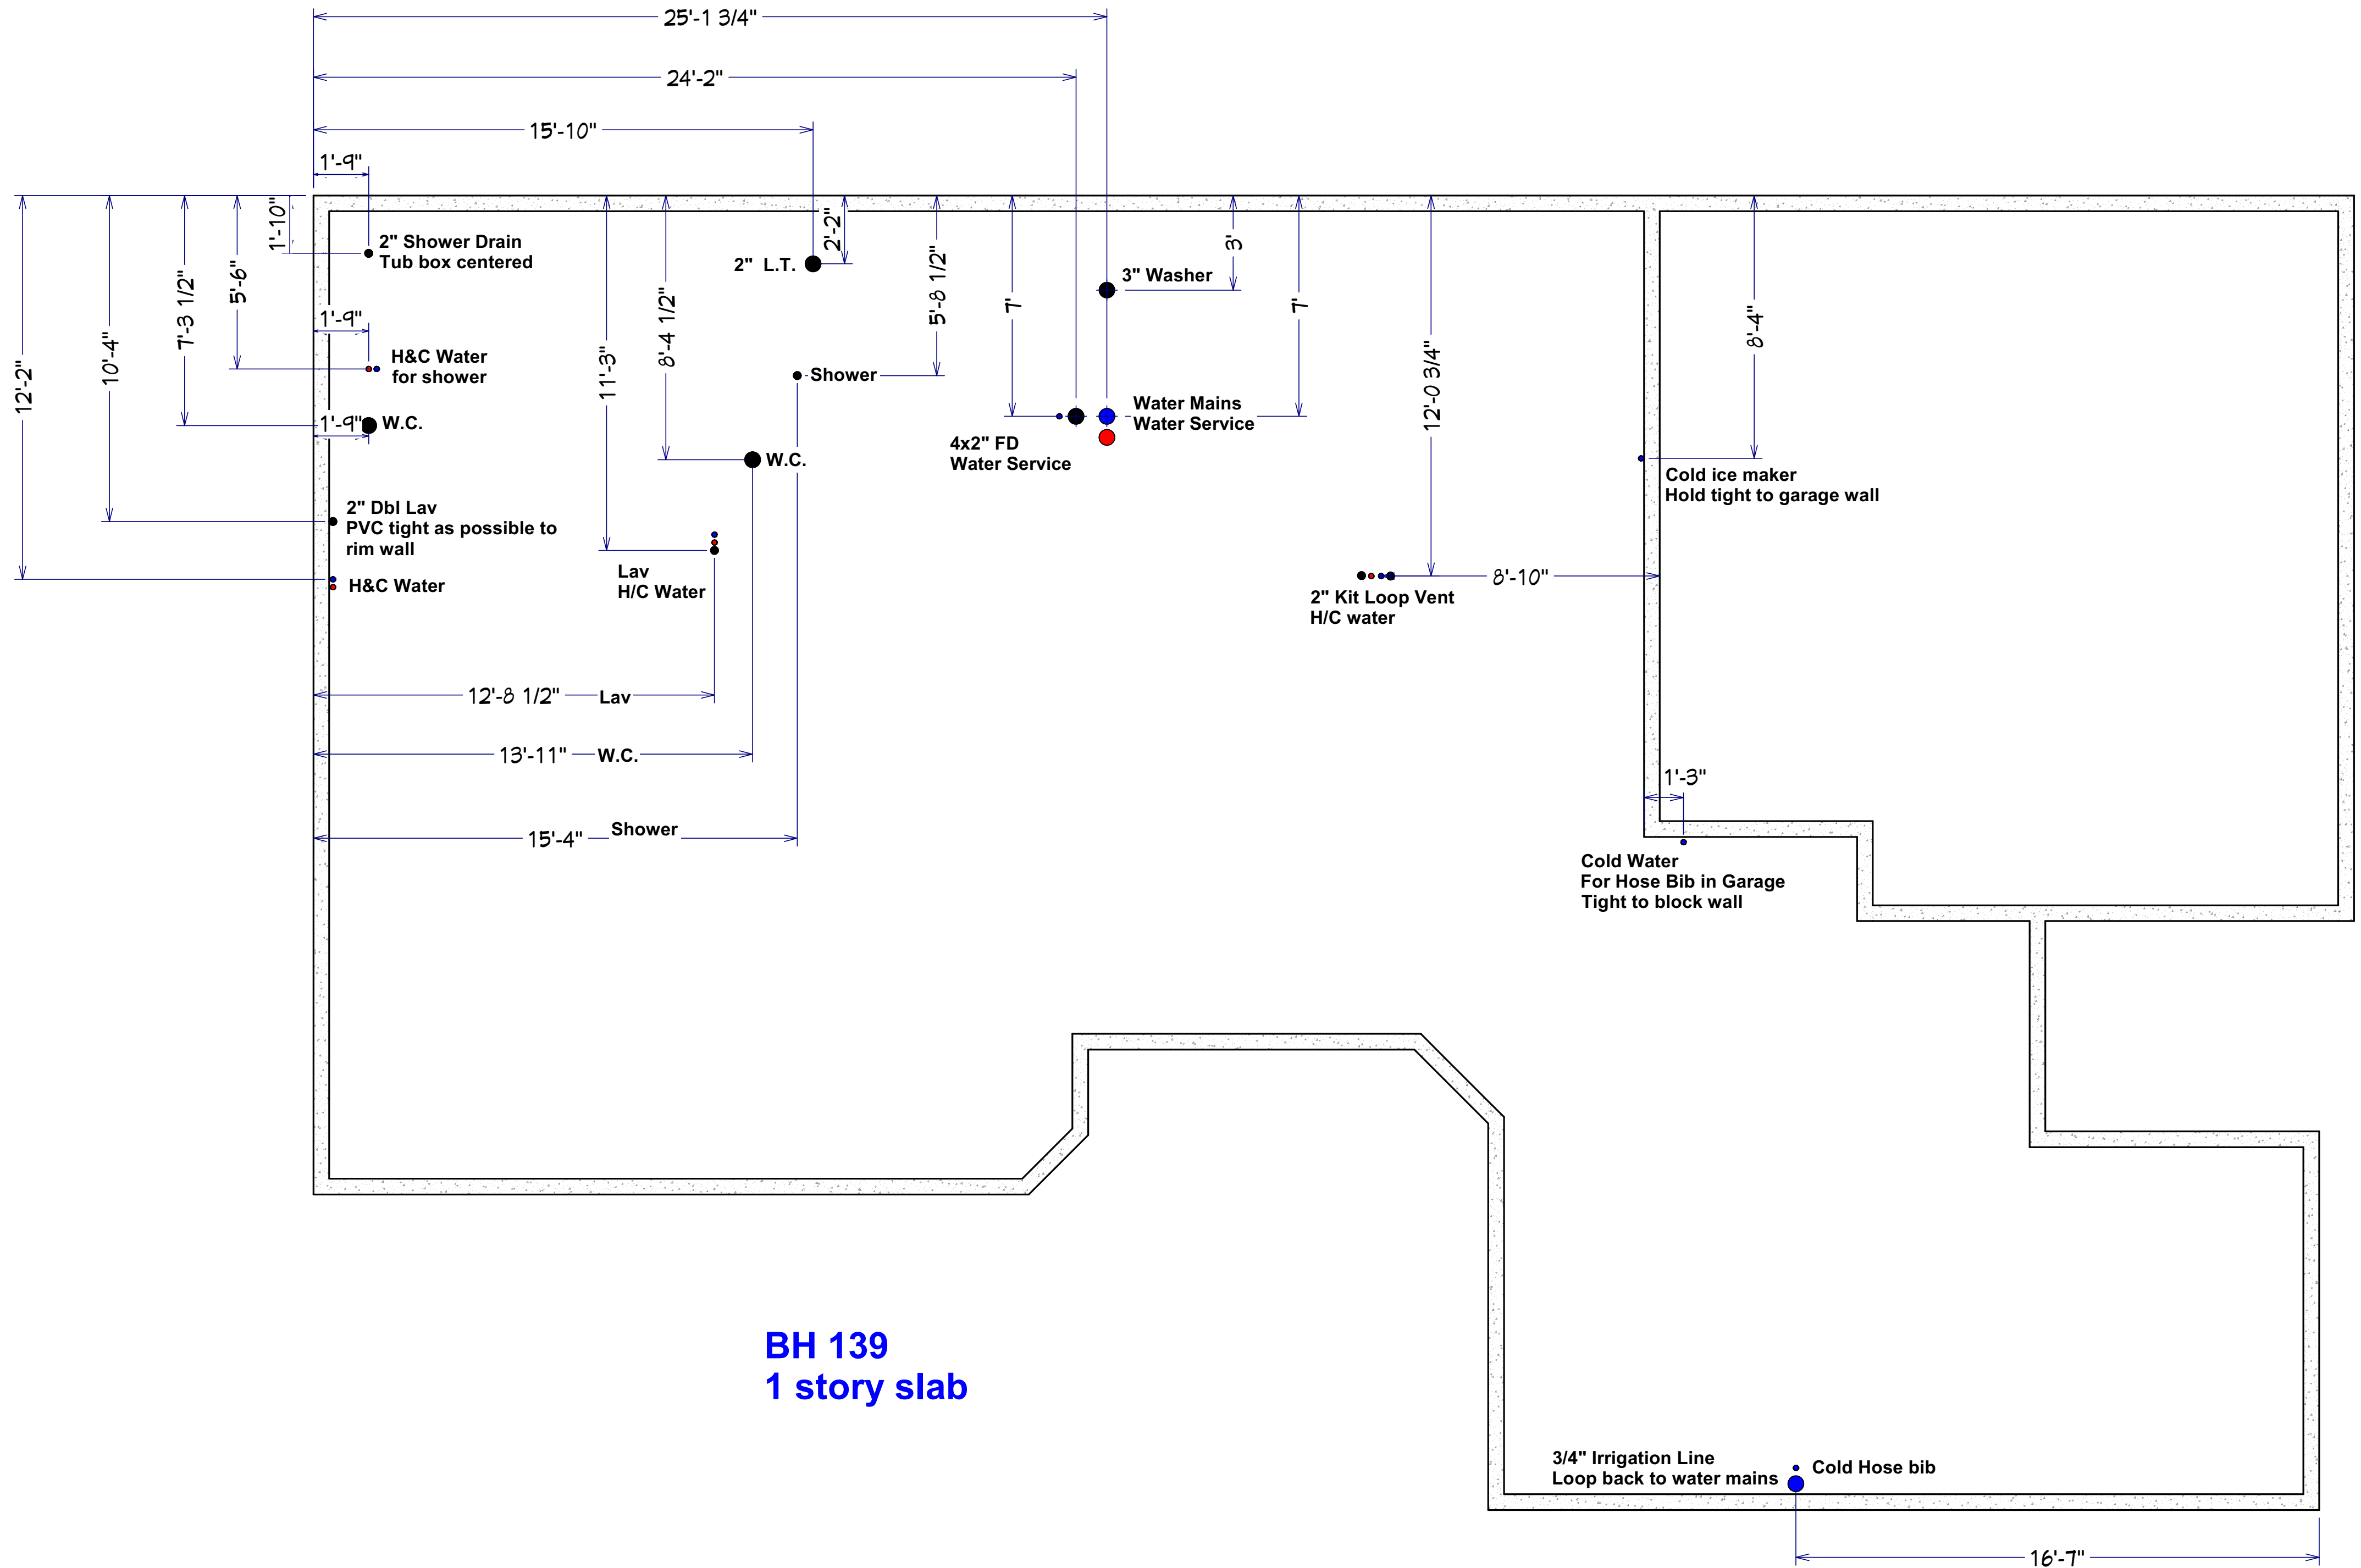 25'-1 3/4"
24'-2"
15'-10"
1'-9"
1'-10"
2" Shower Drain
Tub box centered
2" L.T.
2'-2"
3'
3" Washer
5'-6"
7'-3 1/2"
10'-4"
12'-2"
1'-9"
H&C Water
for shower
1'-9"
W.C.
11'-3"
8'-4 1/2"
5'-8 1/2"
Shower
7'
7'
Water Mains
Water Service
4x2" FD
Water Service
W.C.
12'-0 3/4"
8'-4"
Cold ice maker
Hold tight to garage wall
2" Dbl Lav
PVC tight as possible to
rim wall
H&C Water
Lav
H/C Water
8'-10"
2" Kit Loop Vent
H/C water
12'-8 1/2"
Lav
13'-11"
W.C.
15'-4"
Shower
1'-3"
Cold Water
For Hose Bib in Garage
Tight to block wall
BH 139
1 story slab
3/4" Irrigation Line
Loop back to water mains
Cold Hose bib
16'-7"